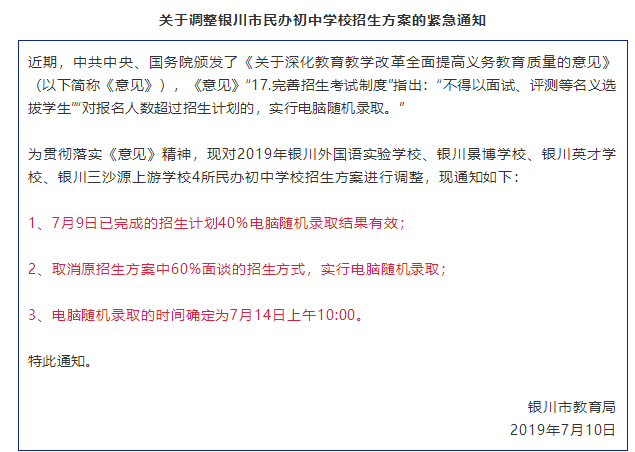 关于调整银川市民办初中学校招生方案的紧急通知
近期，中共中央、国务院颁发了《关于深化教育教学改革全面提高义务教育质量的意见》
（以下简称《意见》），《意见》“17.完善招生考试制度”指出：“不得以面试、评测等名义选
拔学生”“对报名人数超过招生计划的，实行电脑随机录取。”
为贯彻落实《意见》精神，现对2019年银川外国语实验学校、银川景博学校、银川英才学
校、银川三沙源上游学校4所民办初中学校招生方案进行调整，现通知如下：
1、7月9日已完成的招生计划40%电脑随机录取结果有效；
2、取消原招生方案中60%面谈的招生方式，实行电脑随机录取；
3、电脑随机录取的时间确定为7月14日上午10:00。
特此通知。
银川市教育局
2019年7月10日